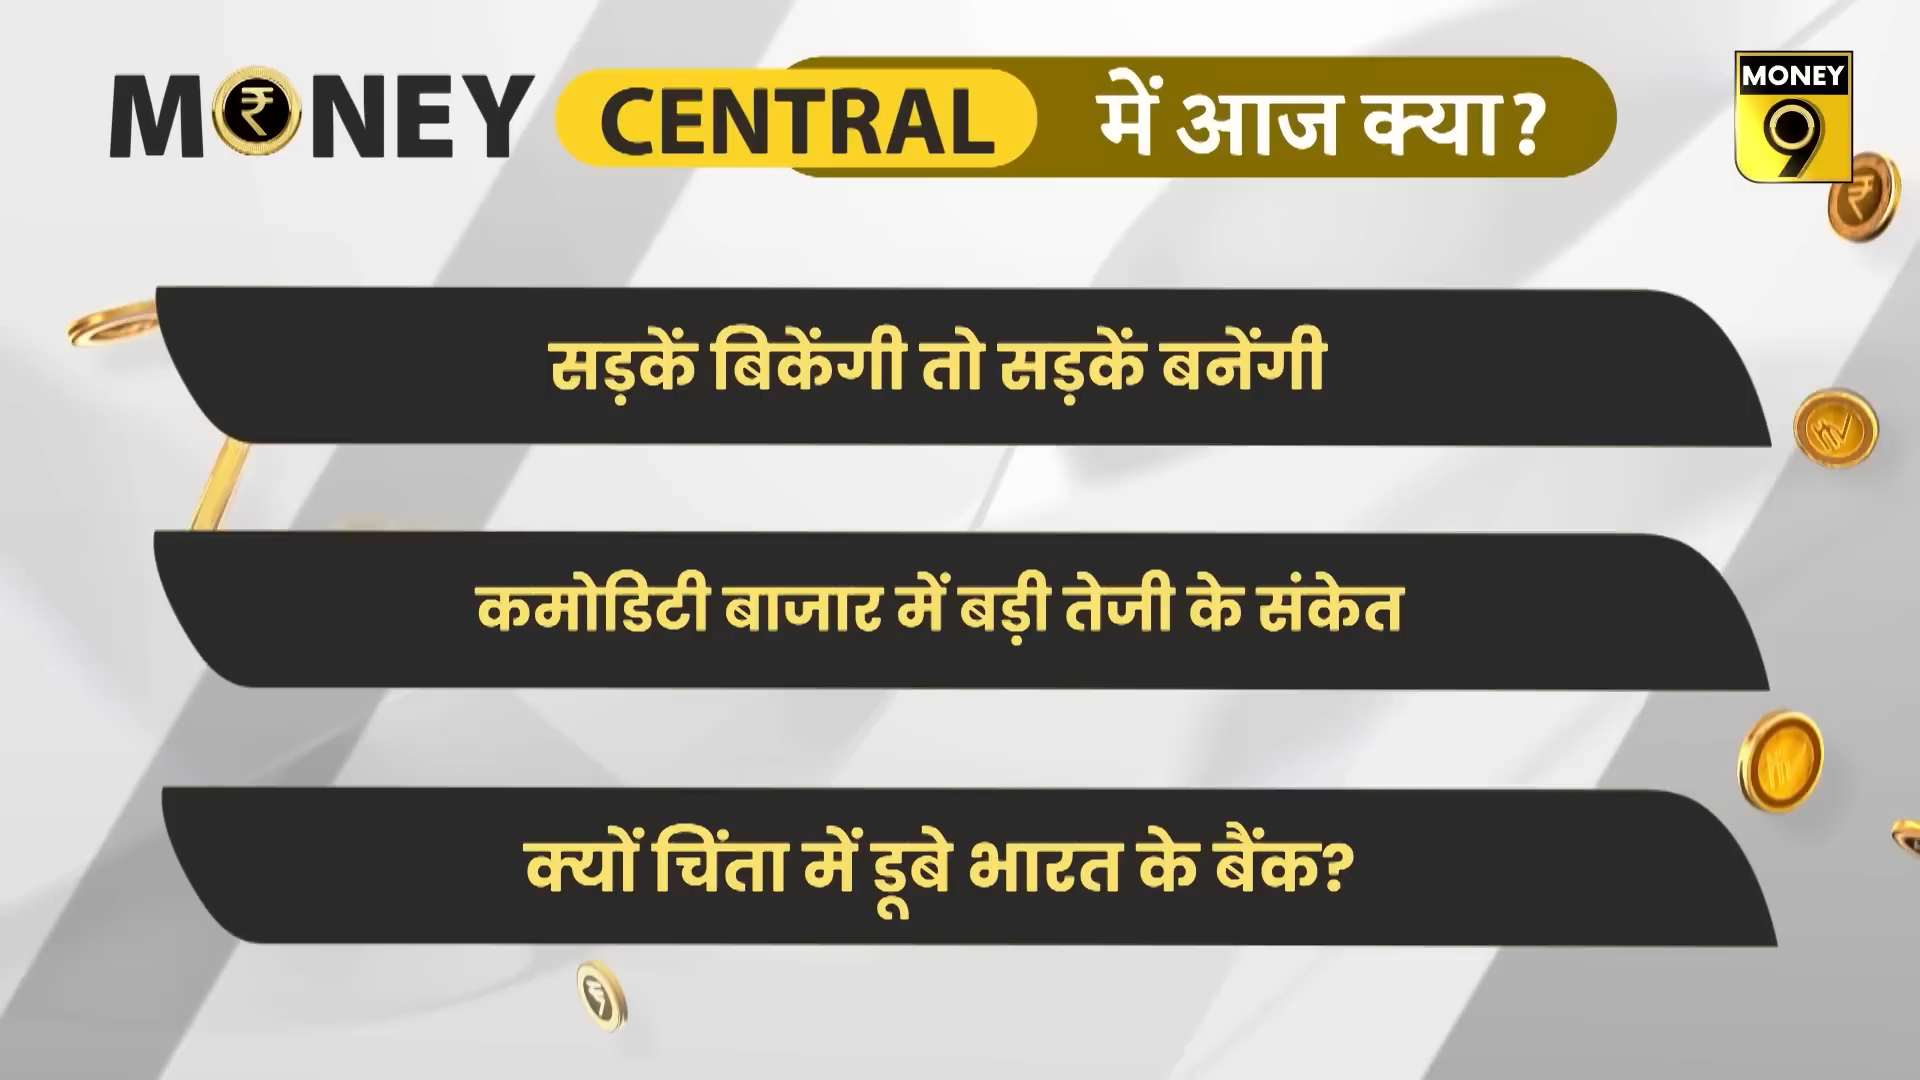 MONEY CENTRAL में आज क्या?
MONEY
9
सड़कें बिकेंगी तो सड़कें बनेंगी
कमोडिटी बाजार में बड़ी तेजी के संकेत
क्यों चिंता में डूबे भारत के बैंक?